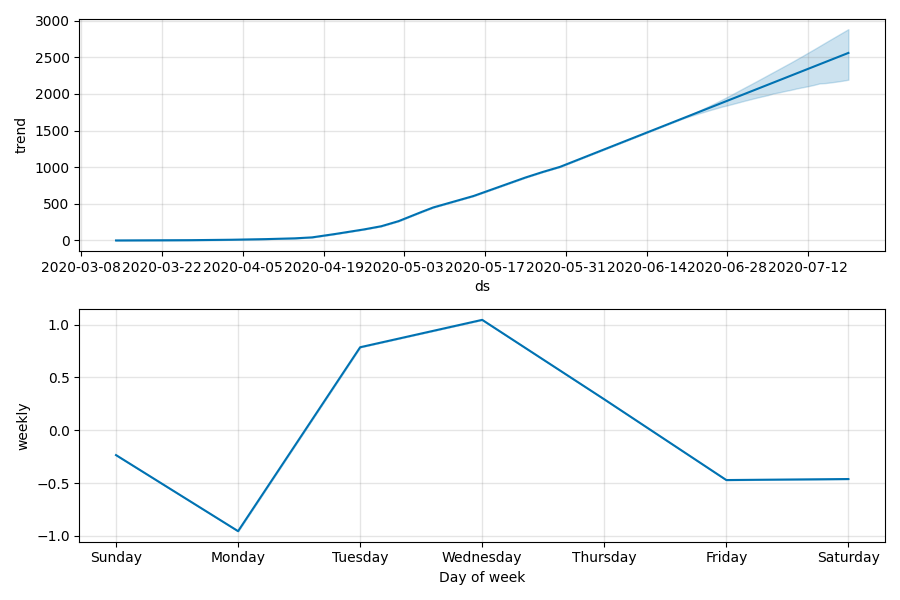 3000
2500
2000
1500
1000
500
0
trend
2020-03-08 2020-03-22 2020-04-05 2020-04-19 2020-05-03 2020-05-17 2020-05-31 2020-06-14 2020-06-28 2020-07-12
ds
1.0
0.5
0.0
−0.5
−1.0
weekly
Sunday Monday Tuesday Wednesday Thursday Friday Saturday
Day of week